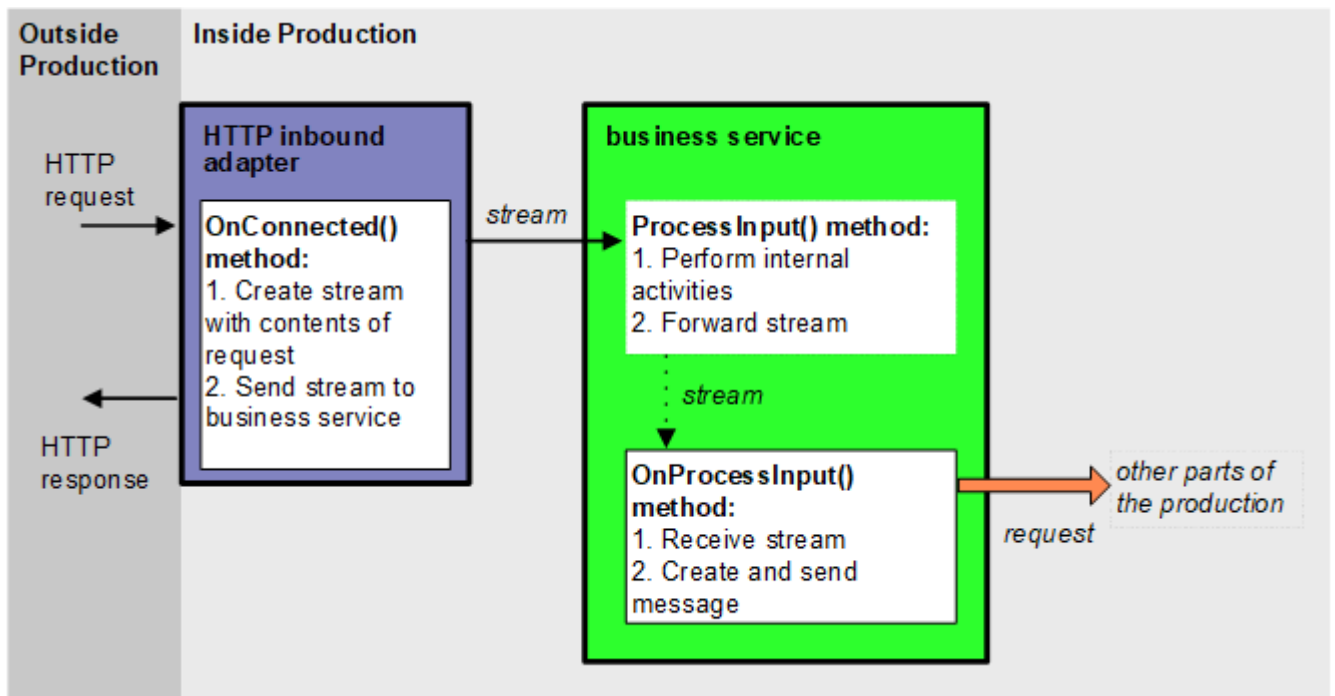 Outside
Production
Inside Production
HTTP
request
HTTP
response
HTTP inbound
adapter
OnConnected()
method:
1. Create stream
with contents of
request
2. Send stream to
business service
stream
business service
ProcessInput() method:
1. Perform internal
activities
2. Forward stream
stream
OnProcessInput()
method:
1. Receive stream
2. Create and send
message
request
other parts of
the production